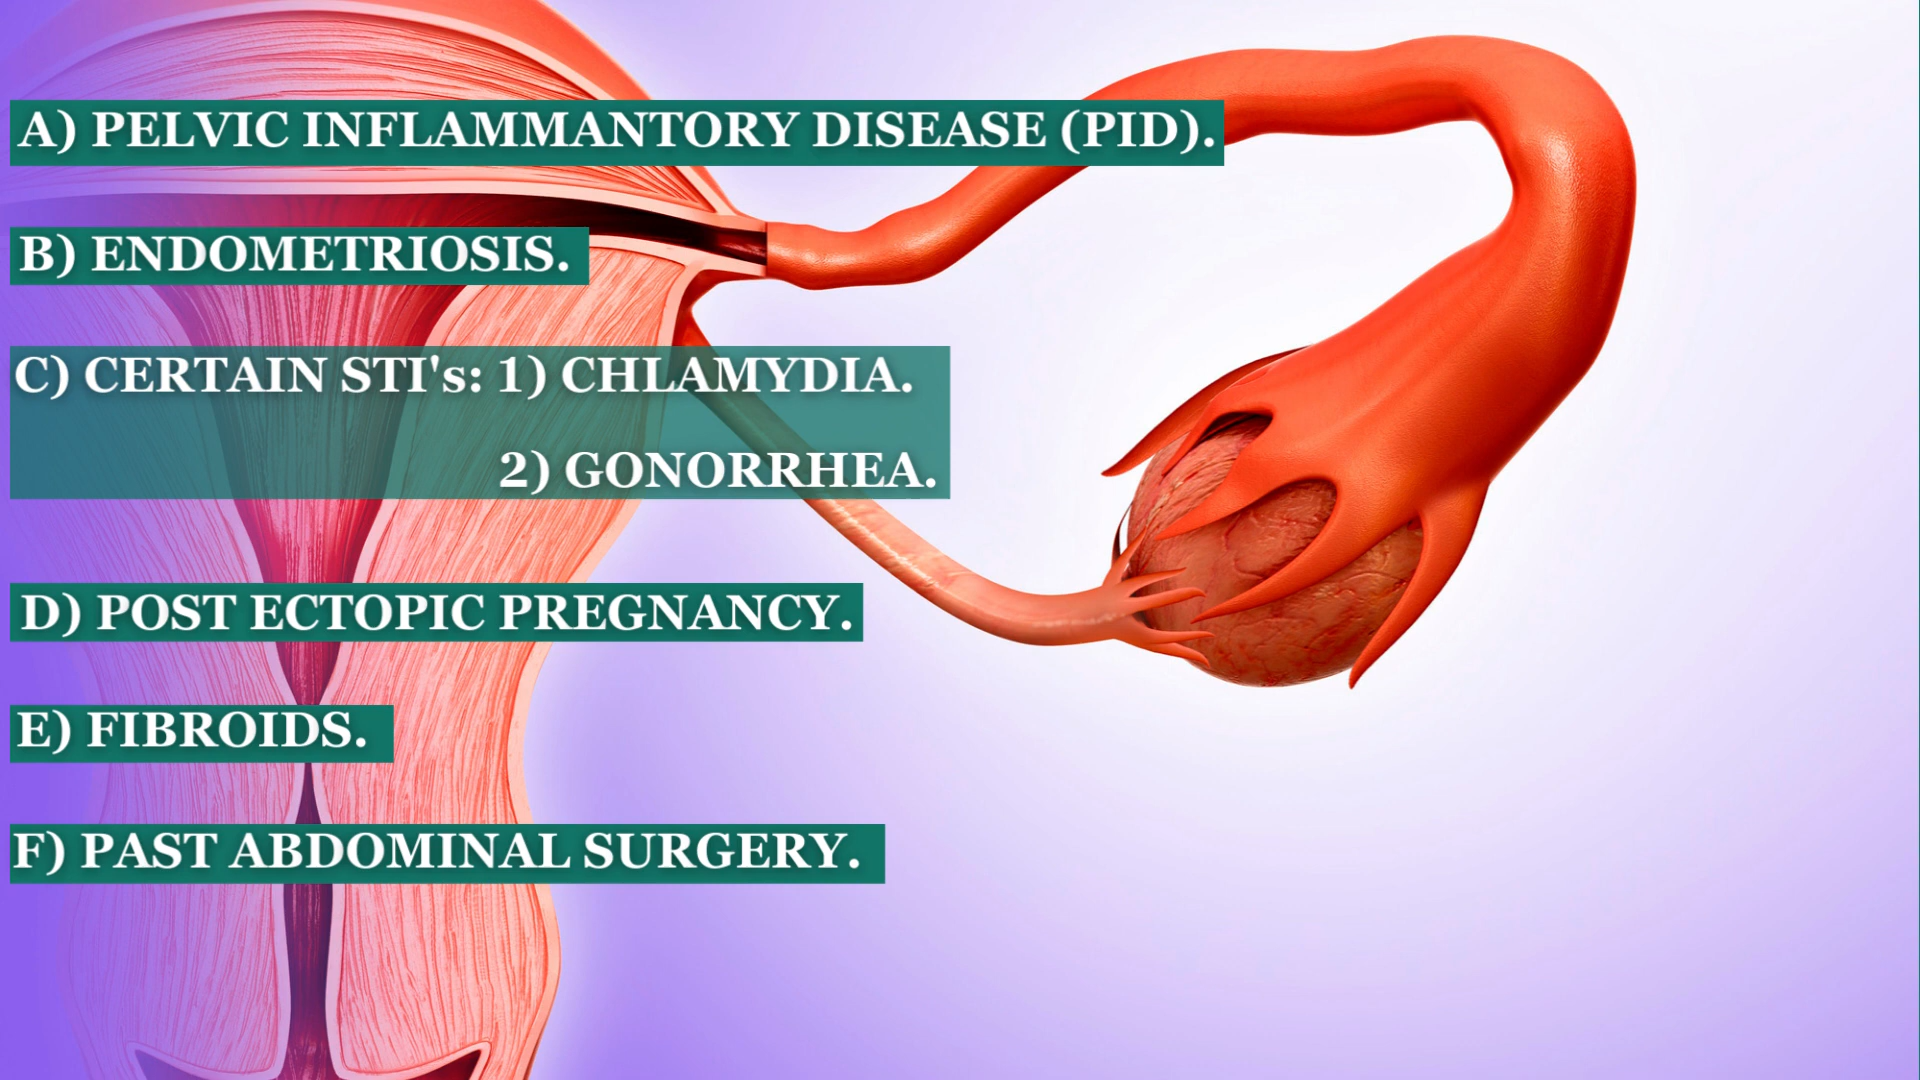 A) PELVIC INFLAMMANTORY DISEASE (PID).
B) ENDOMETRIOSIS.
C) CERTAIN STI's: 1) CHLAMYDIA.
2) GONORRHEA.
D) POST ECTOPIC PREGNANCY.
E) FIBROIDS.
F) PAST ABDOMINAL SURGERY.